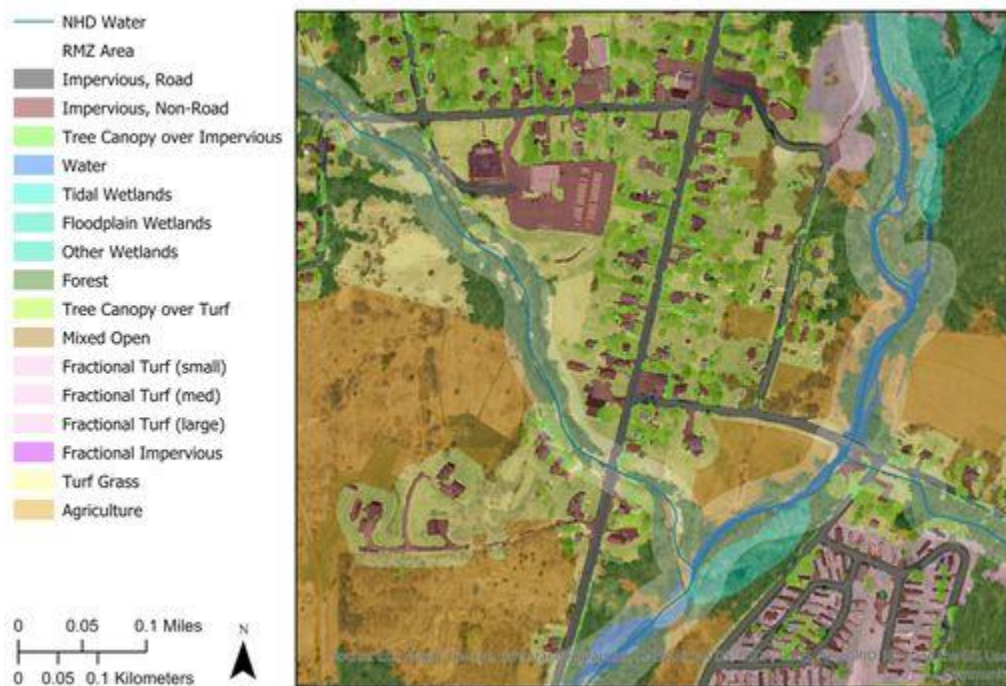 NHD Water
RMZ Area
Impervious, Road
Impervious, Non-Road
Tree Canopy over Impervious
Water
Tidal Wetlands
Floodplain Wetlands
Other Wetlands
Forest
Tree Canopy over Turf
Mixed Open
Fractional Turf (small)
Fractional Turf (med)
Fractional Turf (large)
Fractional Impervious
Turf Grass
Agriculture
0 0.05 0.1 Miles
N
0 0.05 0.1 Kilometers